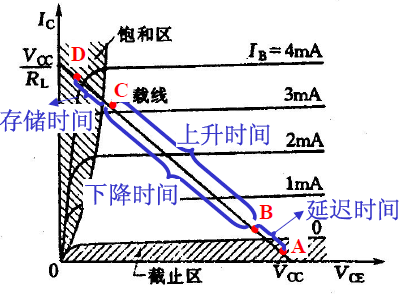 I_C
饱和区
D
I_B=4mA
V_CC
R_L
C
载线
3mA
存储时间
上升时间
2mA
下降时间
1mA
B
延迟时间
A
0
0
截止区
V_CC
V_CE